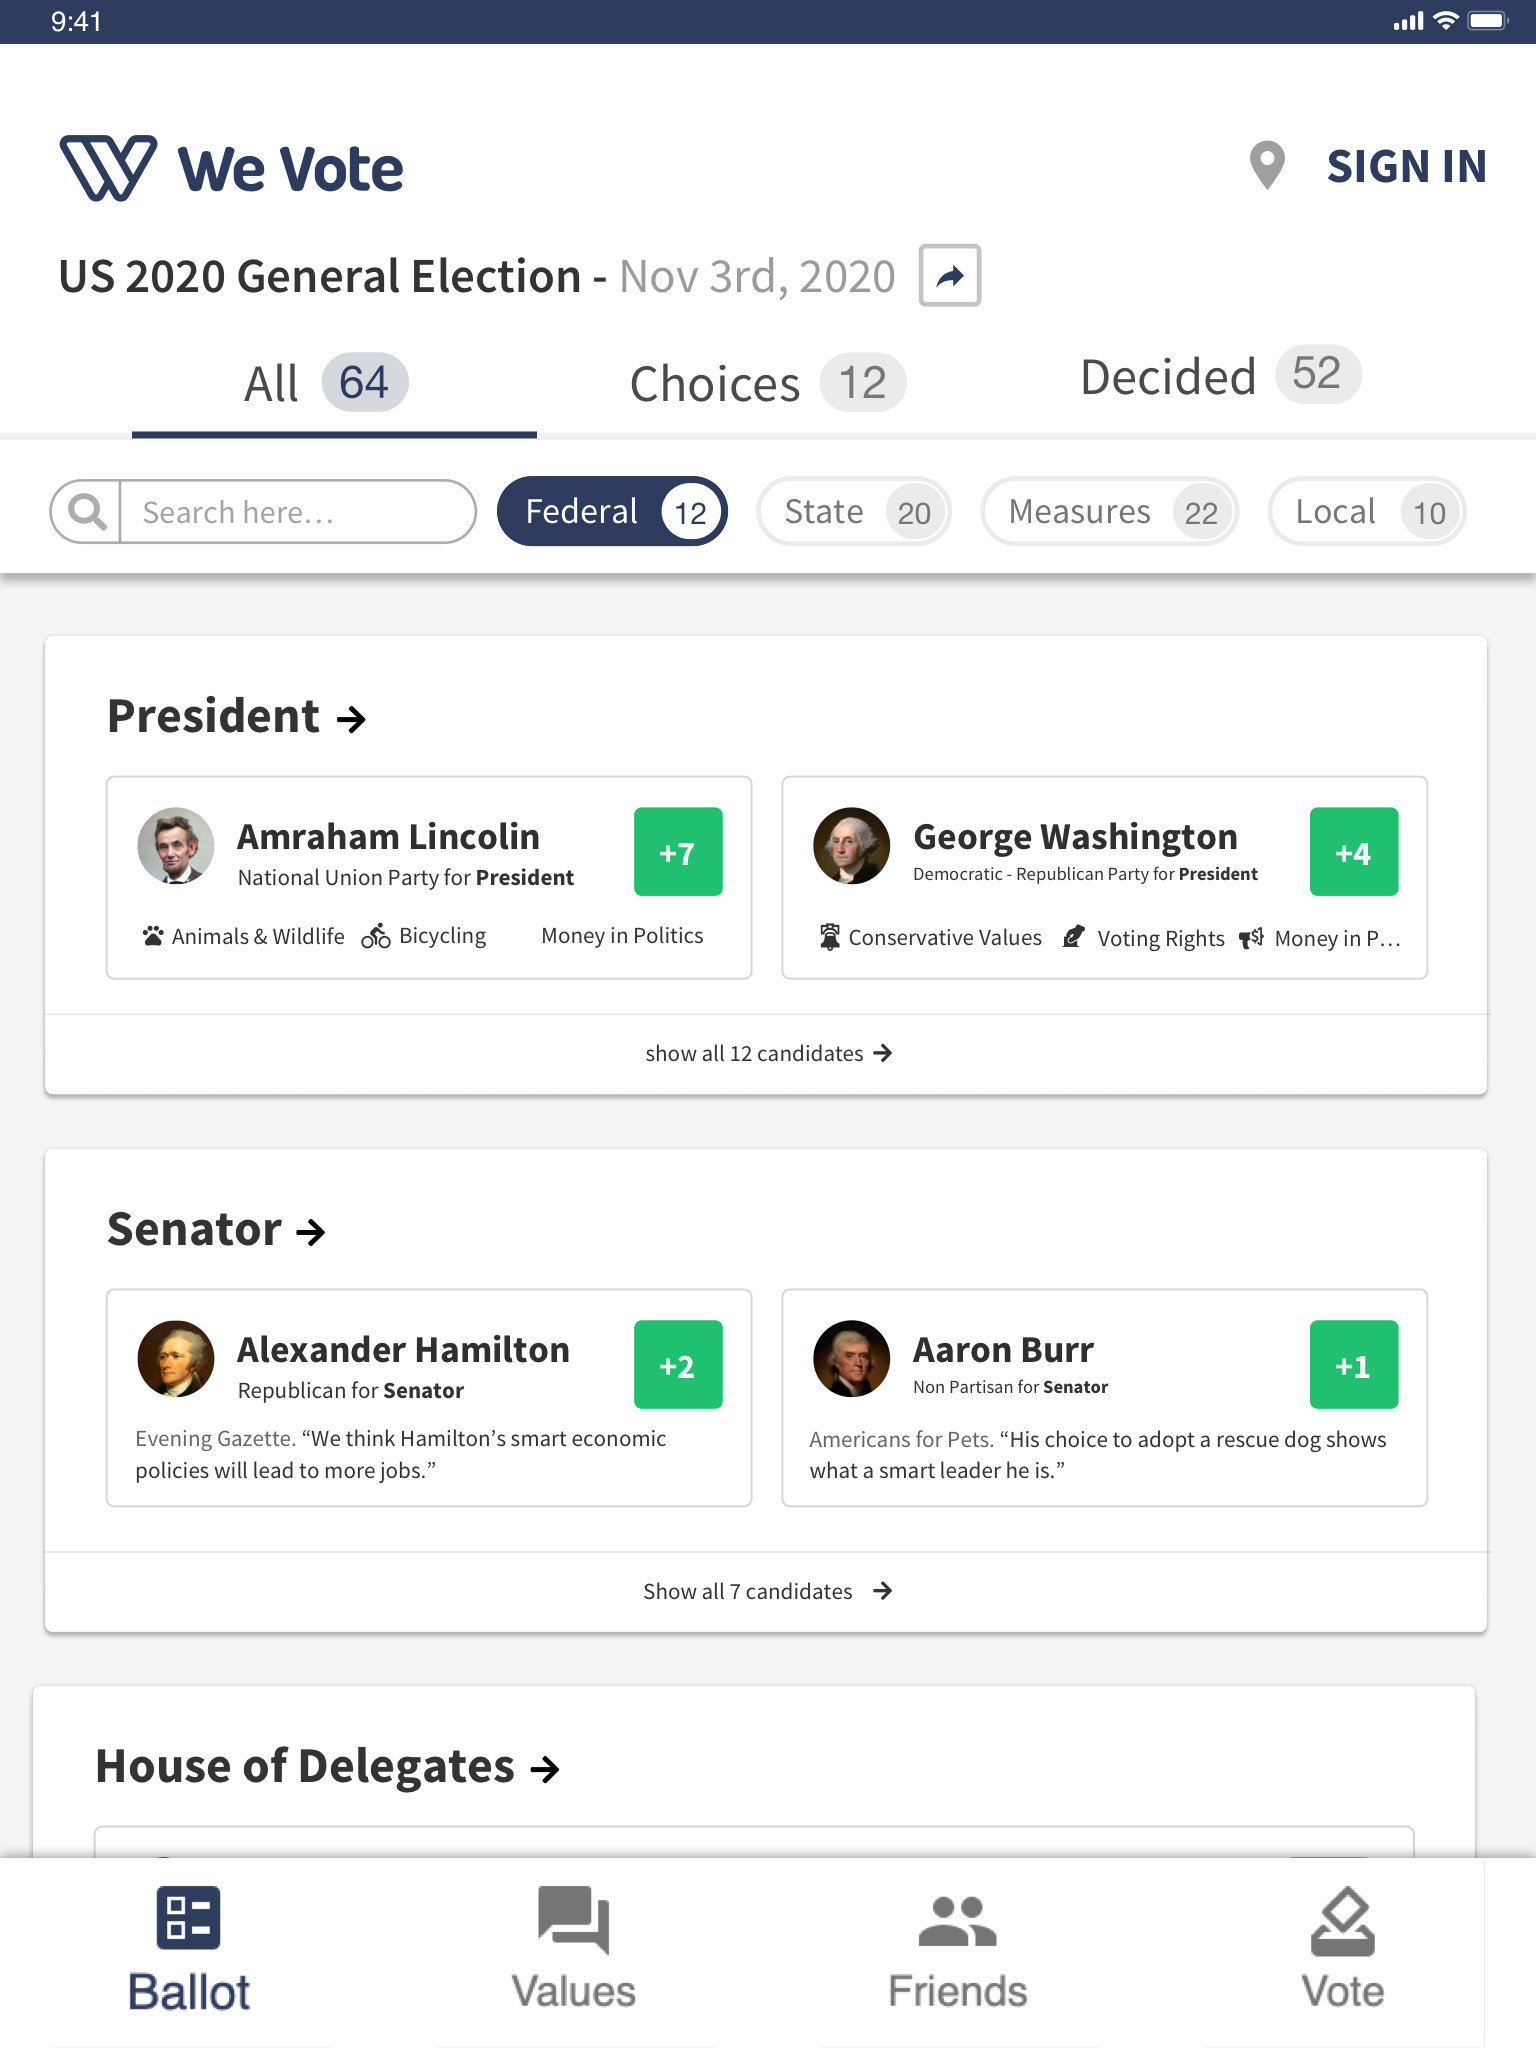 9:41
We Vote
SIGN IN
US 2020 General Election - Nov 3rd, 2020
All 64 Choices 12 Decided 52
Search here... Federal 12 State 20 Measures 22 Local 10
President
Amraham Lincolin
National Union Party for President
+7
Animals & Wildlife Bicycling Money in Politics
George Washington
Democratic - Republican Party for President
+4
Conservative Values Voting Rights Money in P...
show all 12 candidates
Senator
Alexander Hamilton
Republican for Senator
+2
Evening Gazette. “We think Hamilton’s smart economic
policies will lead to more jobs.”
Aaron Burr
Non Partisan for Senator
+1
Americans for Pets. “His choice to adopt a rescue dog shows
what a smart leader he is.”
Show all 7 candidates
House of Delegates
Ballot Values Friends Vote